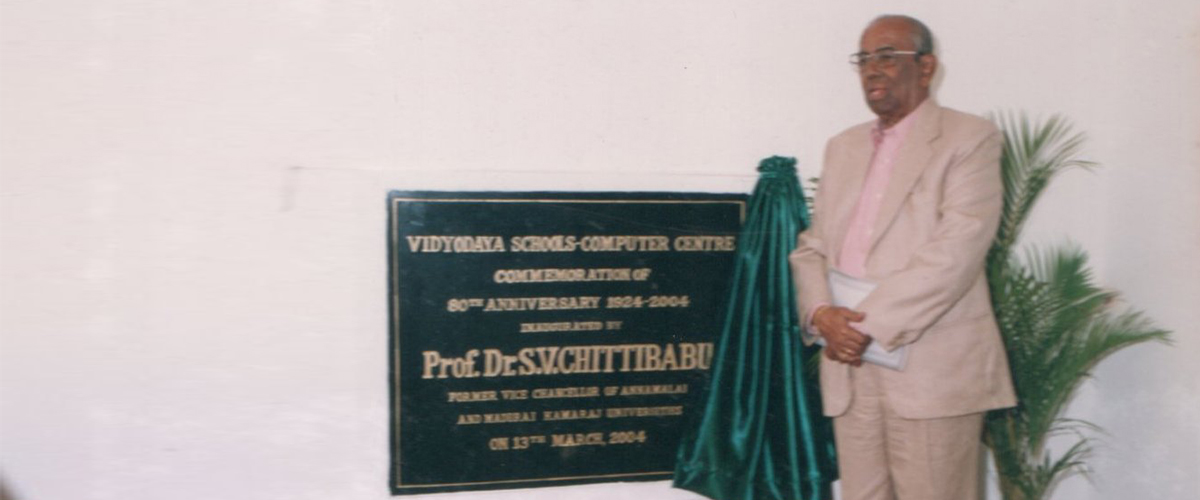 VIDYODAYA SCHOOLS-COMPUTER CENTRE
COMMEMORATION OF
80TH ANNIVERSARY 1924-2004
INAUGURATED BY
Prof. Dr. S.V. CHITTIBABU
FORMER VICE CHANCELLOR OF ANNAMALAI
AND MADURAI KAMARAJ UNIVERSITIES
ON 13TH MARCH, 2004